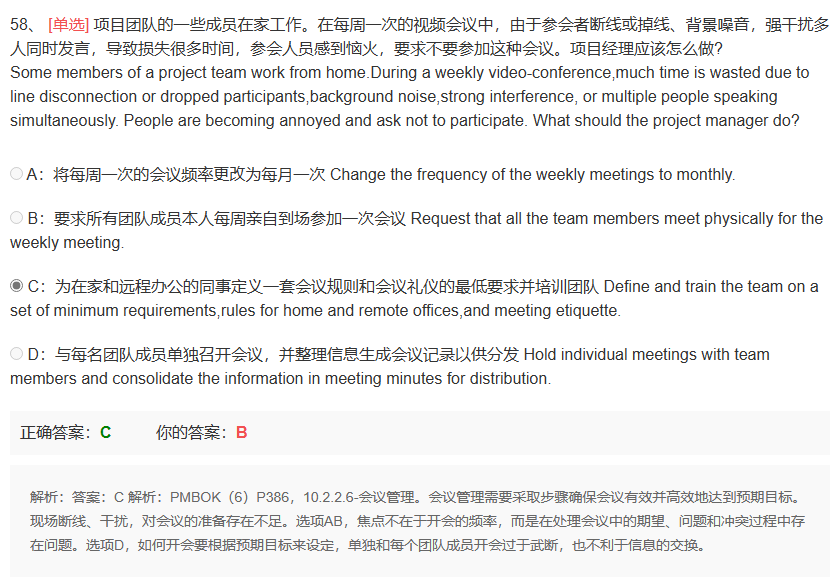 58、 [单选] 项目团队的一些成员在家工作。在每周一次的视频会议中，由于参会者断线或掉线、背景噪音，强干扰多
人同时发言，导致损失很多时间，参会人员感到恼火，要求不要参加这种会议。项目经理应该怎么做?
Some members of a project team work from home.During a weekly video-conference,much time is wasted due to
line disconnection or dropped participants,background noise,strong interference, or multiple people speaking
simultaneously. People are becoming annoyed and ask not to participate. What should the project manager do?
A：将每周一次的会议频率更改为每月一次 Change the frequency of the weekly meetings to monthly.
B：要求所有团队成员本人每周亲自到场参加一次会议 Request that all the team members meet physically for the
weekly meeting.
C：为在家和远程办公的同事定义一套会议规则和会议礼仪的最低要求并培训团队 Define and train the team on a
set of minimum requirements,rules for home and remote offices,and meeting etiquette.
D：与每名团队成员单独召开会议，并整理信息生成会议记录以供分发 Hold individual meetings with team
members and consolidate the information in meeting minutes for distribution.
正确答案：C 你的答案：B
解析：答案：C 解析：PMBOK（6）P386，10.2.2.6-会议管理。会议管理需要采取步骤确保会议有效并高效地达到预期目标。
现场断线、干扰，对会议的准备存在不足。选项AB，焦点不在于开会的频率，而是在处理会议中的期望、问题和冲突过程中存
在问题。选项D，如何开会要根据预期目标来设定，单独和每个团队成员开会过于武断，也不利于信息的交换。